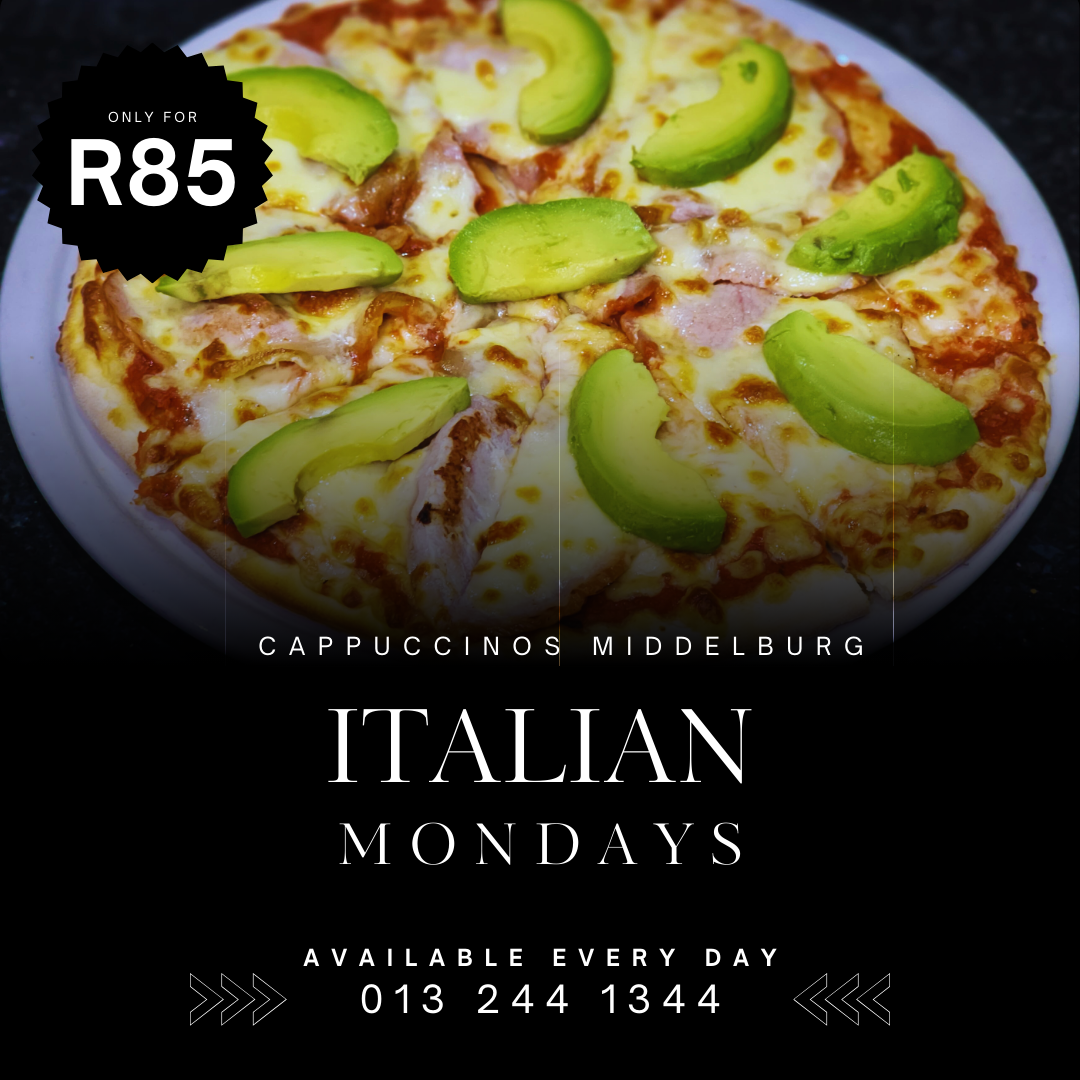 ONLY FOR
R85
CAPPUCCINOS MIDDELBURG
ITALIAN
MONDAYS
AVAILABLE EVERY DAY
013 244 1344